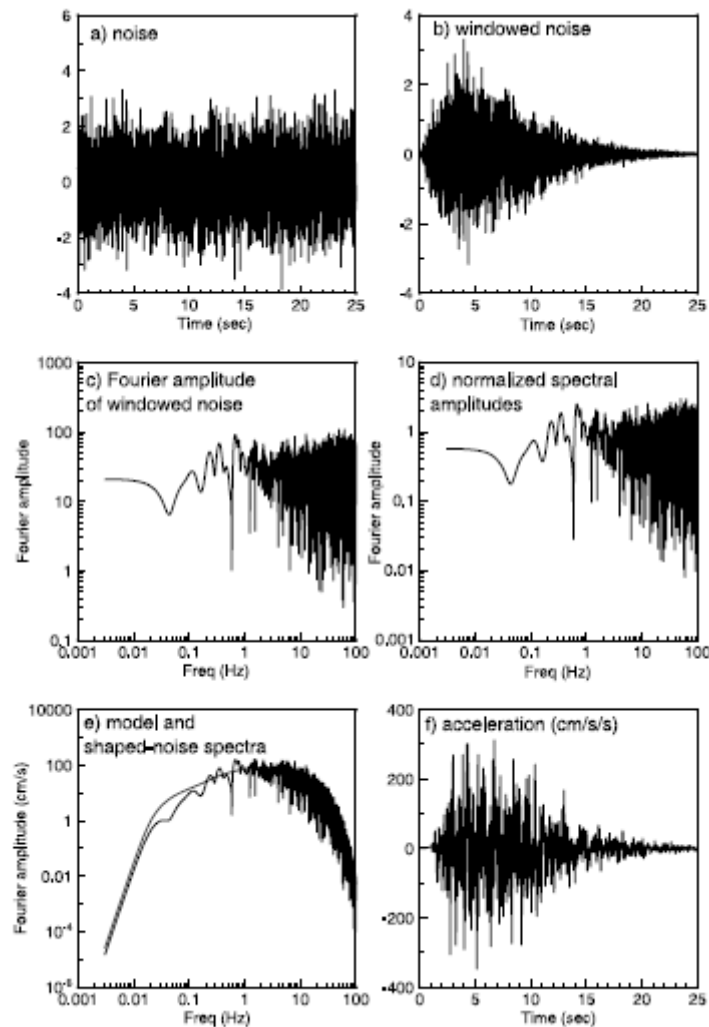 a) noise
6
4
2
0
-2
-4
0 5 10 15 20 25
Time (sec)
b) windowed noise
4
2
0
-2
-4
0 5 10 15 20 25
Time (sec)
c) Fourier amplitude
of windowed noise
Fourier amplitude
1000
100
10
1
0.1
0.001 0.01 0.1 1 10 100
Freq (Hz)
d) normalized spectral
amplitudes
Fourier amplitude
10
1
0.1
0.01
0.001
0.001 0.01 0.1 1 10 100
Freq (Hz)
e) model and
shaped-noise spectra
Fourier amplitude (cm/s)
10000
100
1
0.01
10-4
10-6
0.001 0.01 0.1 1 10 100
Freq (Hz)
f) acceleration (cm/s/s)
400
200
0
-200
-400
0 5 10 15 20 25
Time (sec)